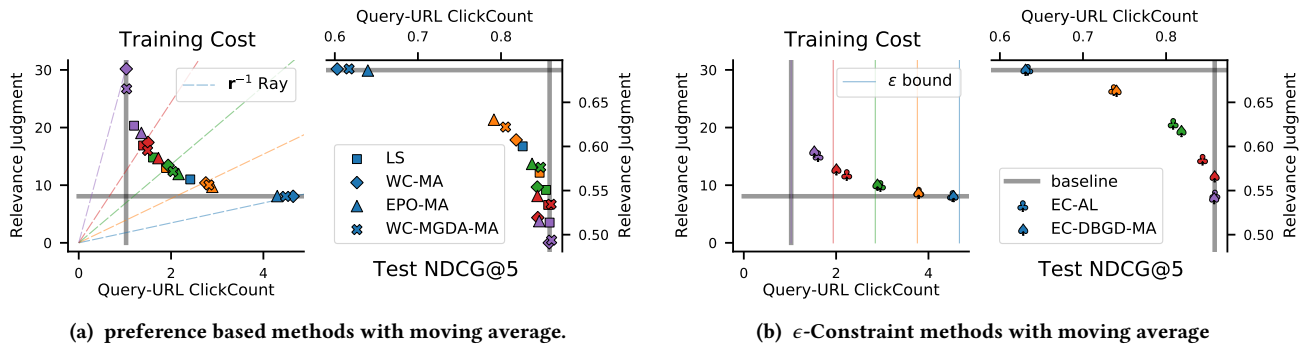 Query-URL ClickCount
0.6 0.8
Training Cost
30
20
10
0
Relevance Judgment
r⁻¹ Ray
0 2 4
Query-URL ClickCount
LS
WC-MA
EPO-MA
WC-MGDA-MA
0.65
0.60
0.55
0.50
Relevance Judgment
Test NDCG@5
(a) preference based methods with moving average.
Query-URL ClickCount
0.6 0.8
Training Cost
30
20
10
0
Relevance Judgment
ε bound
0 2 4
Query-URL ClickCount
baseline
EC-AL
EC-DBGD-MA
0.65
0.60
0.55
0.50
Relevance Judgment
Test NDCG@5
(b) ϵ-Constraint methods with moving average